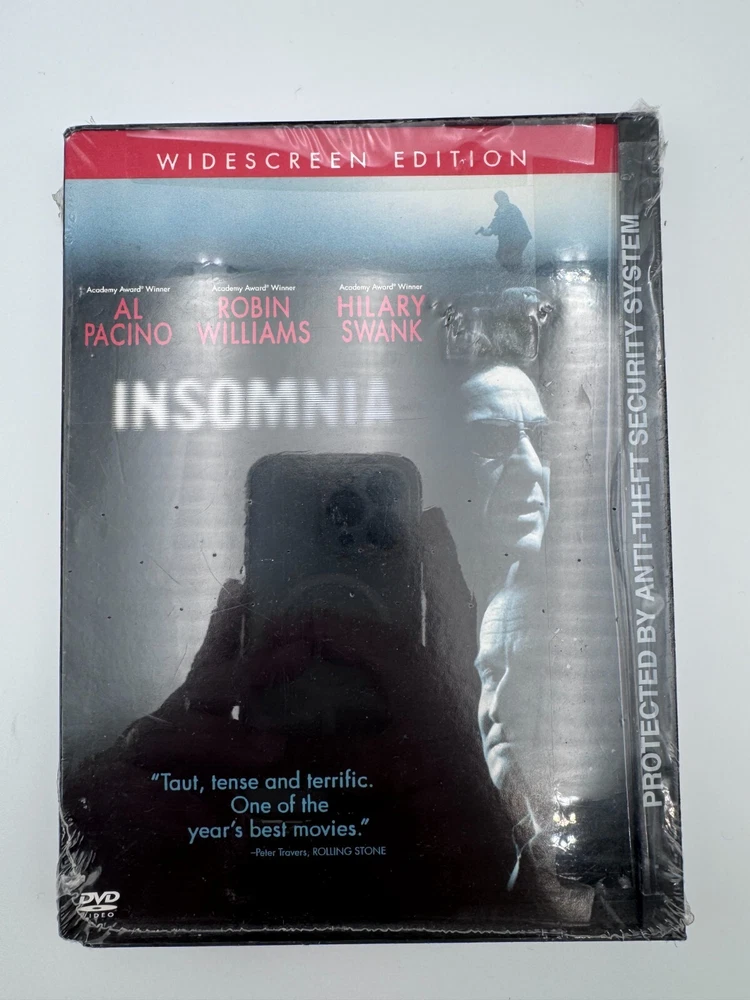 WIDESCREEN EDITION
Academy Award® Winner
AL
PACINO
Academy Award® Winner
ROBIN
WILLIAMS
Academy Award® Winner
HILARY
SWANK
INSOMNIA
"Taut, tense and terrific.
One of the
year's best movies."
–Peter Travers, ROLLING STONE
DVD
VIDEO
PROTECTED BY ANTI-THEFT SECURITY SYSTEM